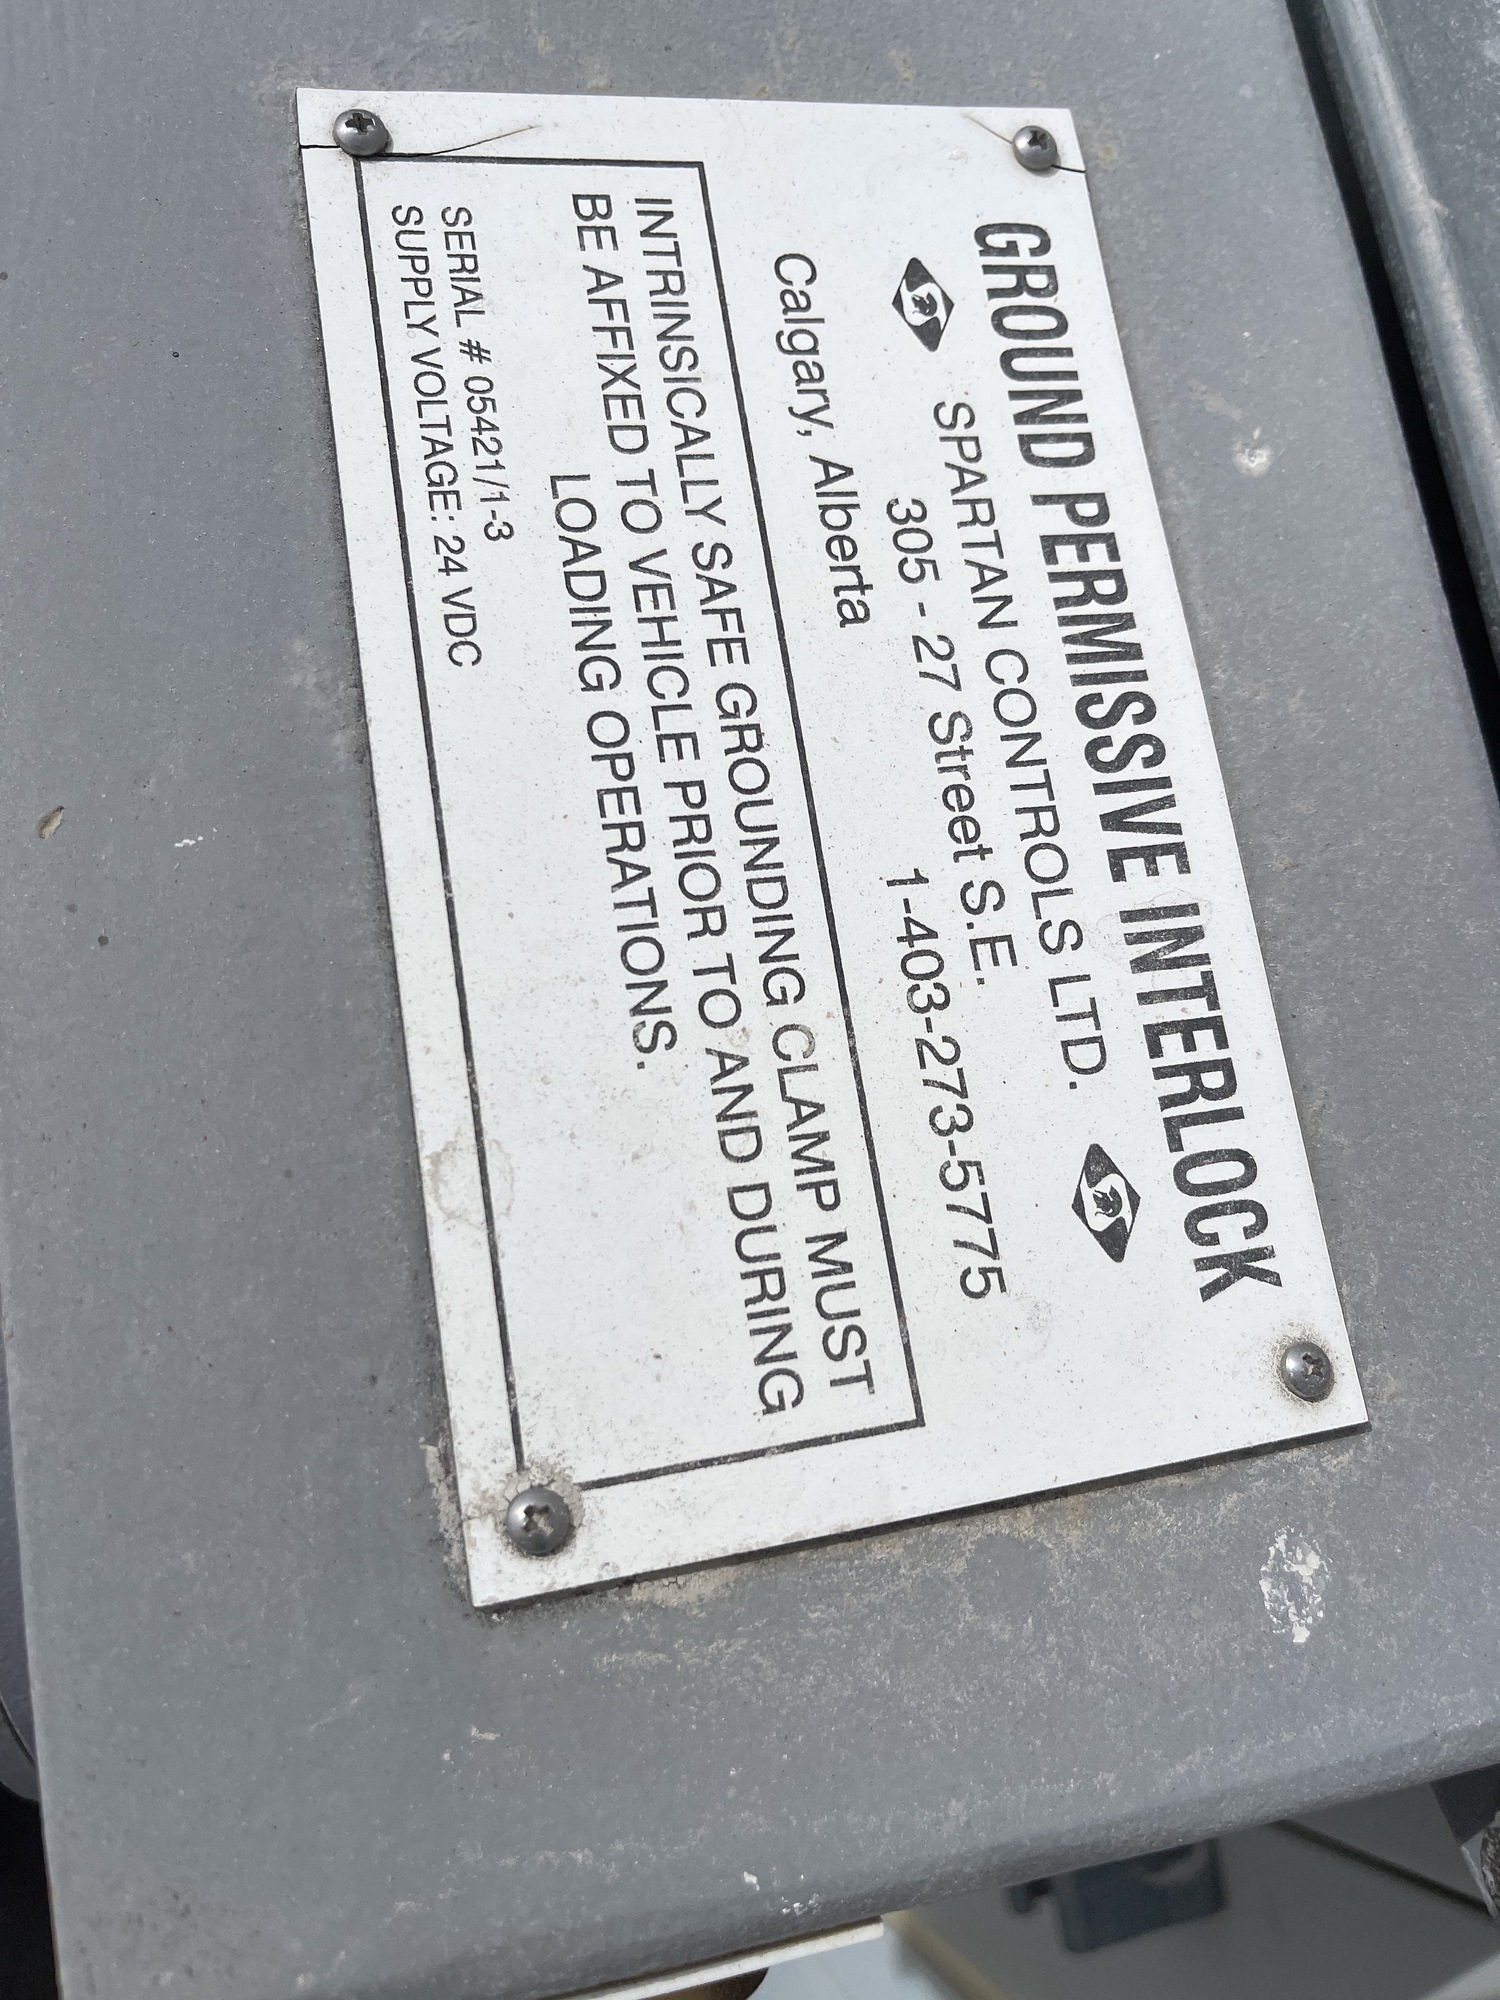 GROUND PERMISSIVE INTERLOCK
SPARTAN CONTROLS LTD.
305 - 27 Street S.E.
Calgary, Alberta 1-403-273-5775
INTRINSICALLY SAFE GROUNDING CLAMP MUST
BE AFFIXED TO VEHICLE PRIOR TO AND DURING
LOADING OPERATIONS.
SERIAL # 05421/1-3
SUPPLY VOLTAGE: 24 VDC